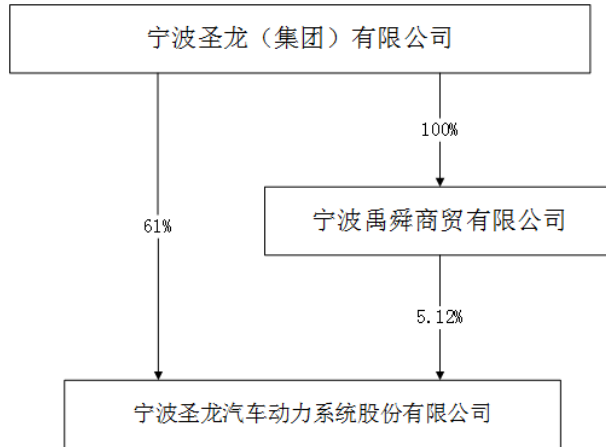 宁波圣龙（集团）有限公司
100%
宁波禹舜商贸有限公司
61%
5.12%
宁波圣龙汽车动力系统股份有限公司